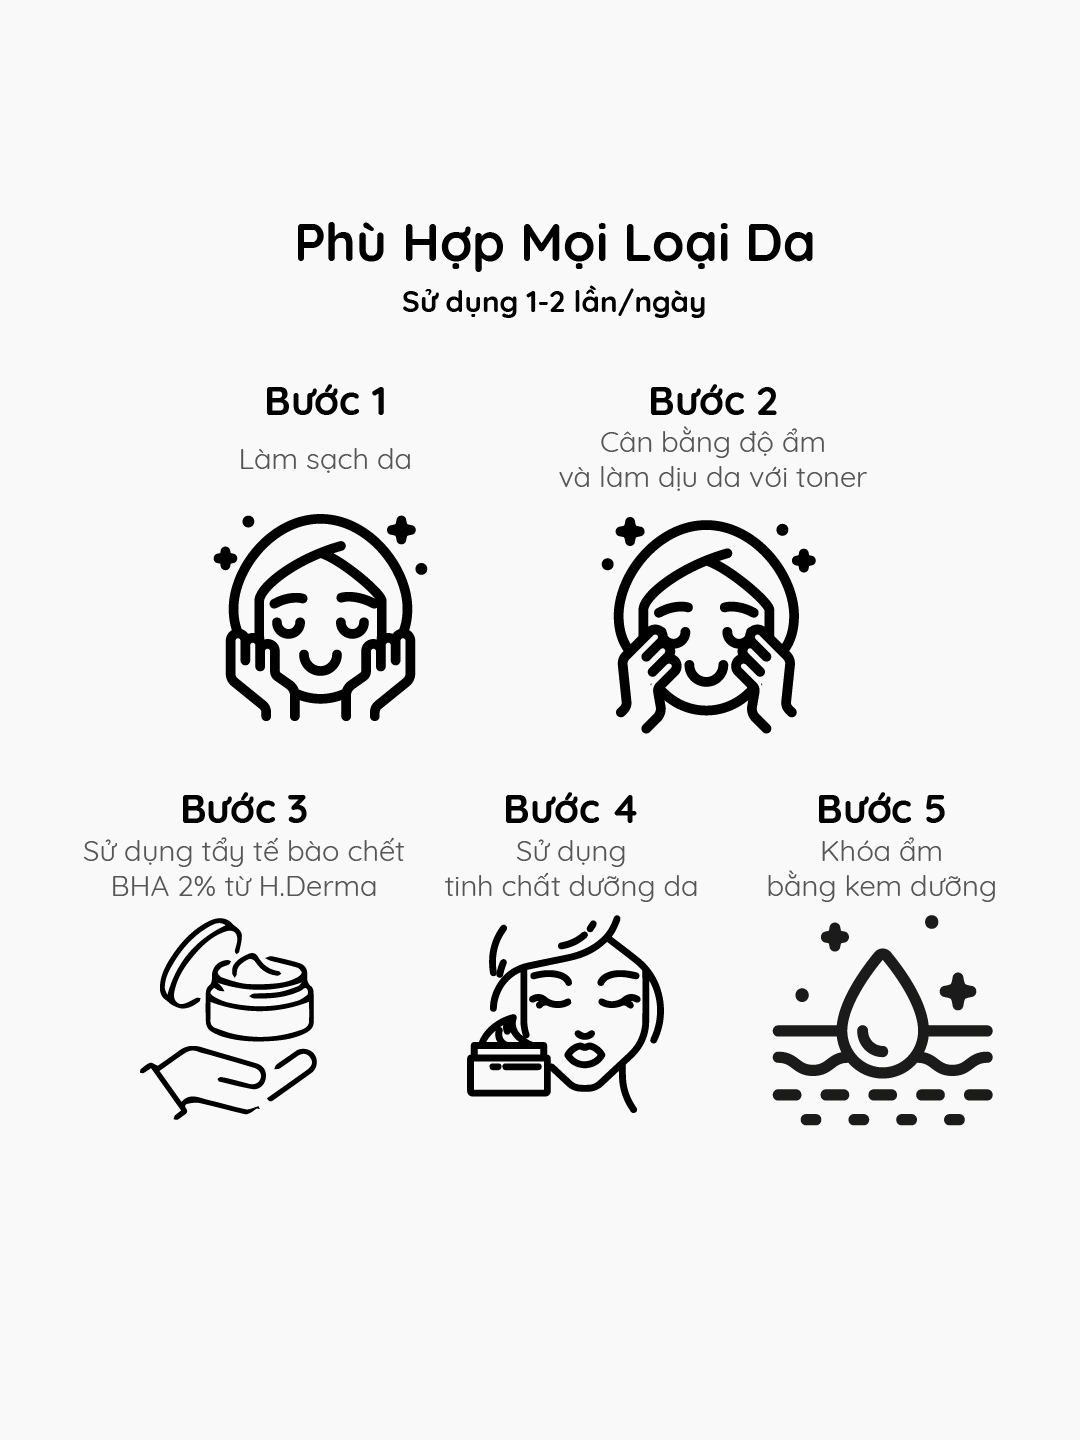 Phù Hợp Mọi Loại Da
Sử dụng 1-2 lần/ngày
Bước 1
Làm sạch da
Bước 2
Cân bằng độ ẩm
và làm dịu da với toner
Bước 3
Sử dụng tẩy tế bào chết
BHA 2% từ H.Derma
Bước 4
Sử dụng
tinh chất dưỡng da
Bước 5
Khóa ẩm
bằng kem dưỡng